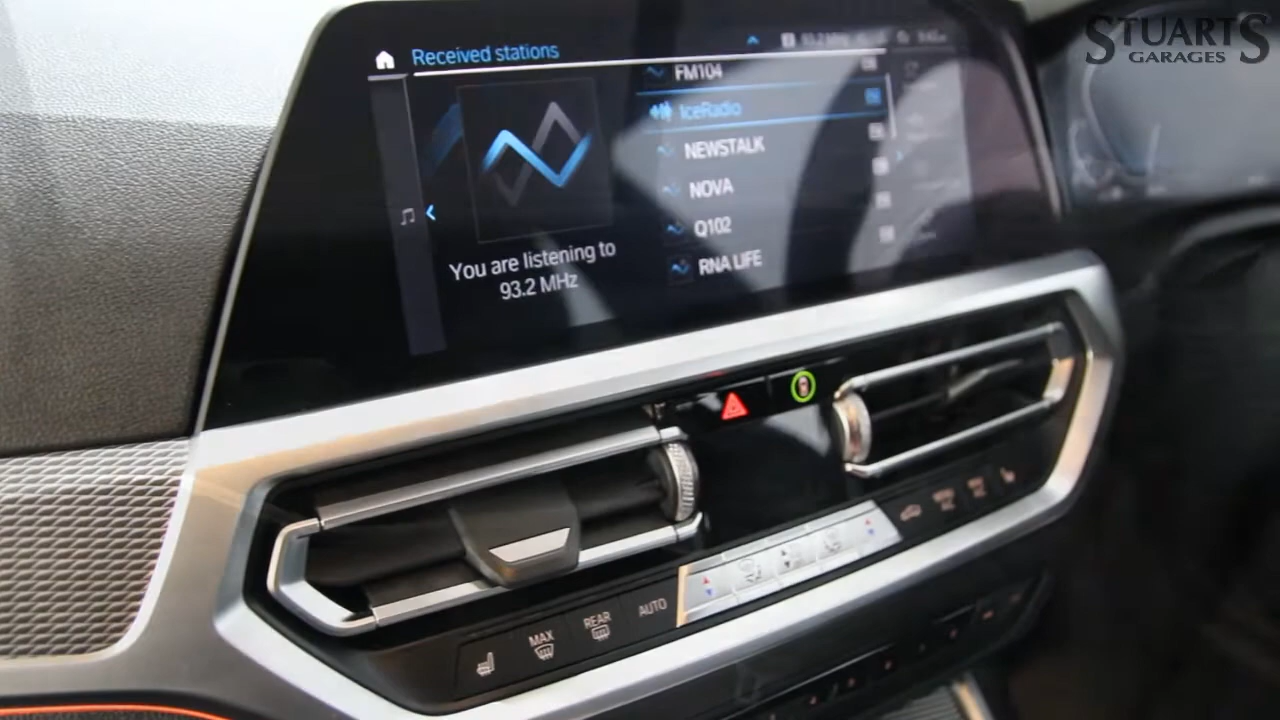 STUARTS
GARAGES
Received stations
FM104
IceRadio
NEWSTALK
NOVA
Q102
RNA LIFE
You are listening to
93.2 MHz
MAX
REAR
AUTO